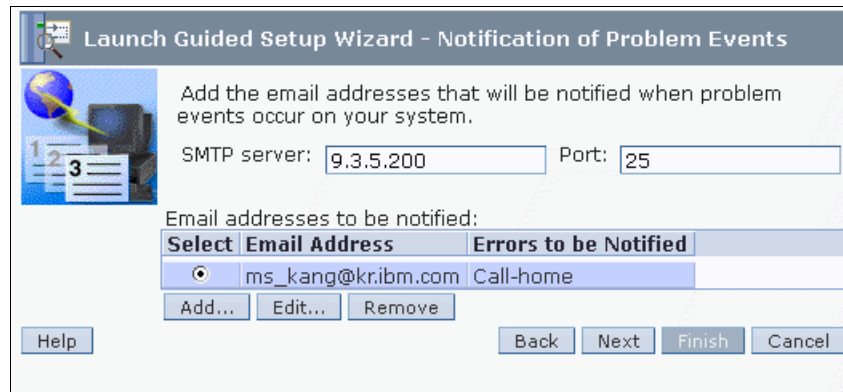 Launch Guided Setup Wizard - Notification of Problem Events
Add the email addresses that will be notified when problem
events occur on your system.
SMTP server: 9.3.5.200 Port: 25
1 2 3
Email addresses to be notified:
Select Email Address Errors to be Notified
ms_kang@kr.ibm.com Call-home
Add... Edit... Remove
Help Back Next Finish Cancel